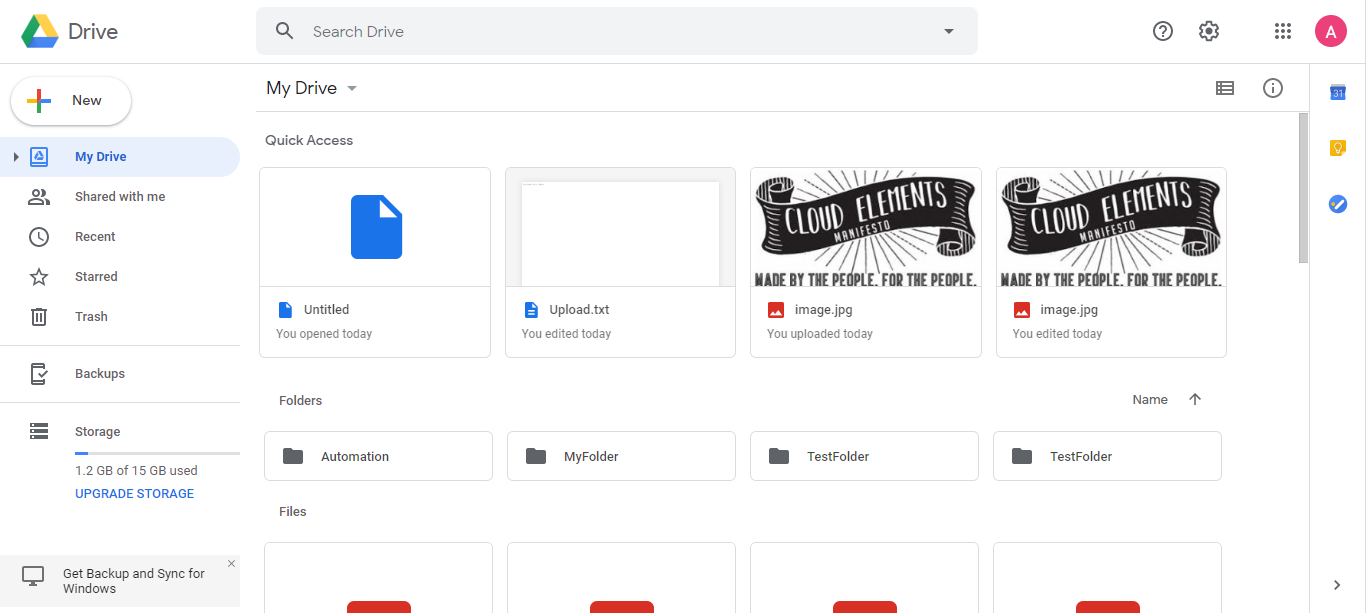 Drive
Search Drive
A
New
My Drive
Shared with me
Recent
Starred
Trash
Backups
Storage
1.2 GB of 15 GB used
UPGRADE STORAGE
Get Backup and Sync for
Windows
My Drive
Quick Access
Untitled
You opened today
Upload.txt
You edited today
CLOUD ELEMENTS
MANIFESTO
MADE BY THE PEOPLE. FOR THE PEOPLE.
image.jpg
You uploaded today
CLOUD ELEMENTS
MANIFESTO
MADE BY THE PEOPLE. FOR THE PEOPLE.
image.jpg
You edited today
Folders
Name
Automation
MyFolder
TestFolder
TestFolder
Files
31